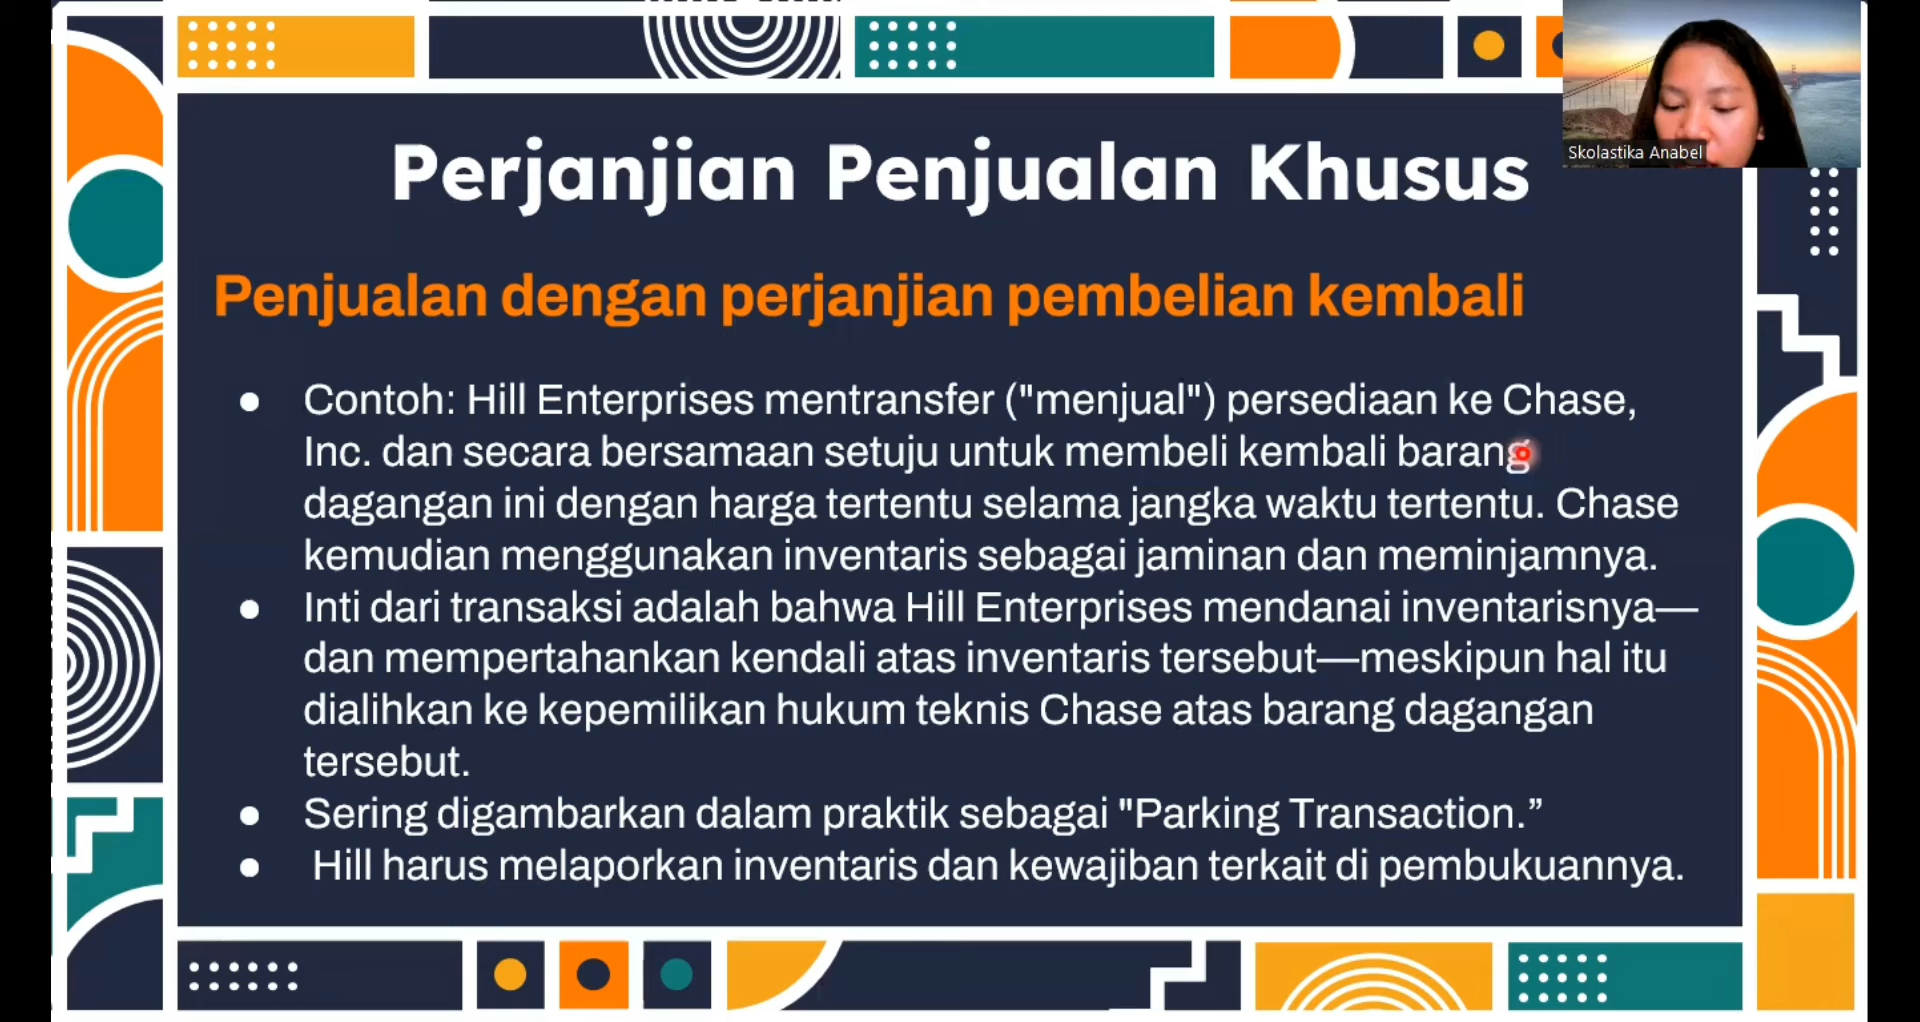 Perjanjian Penjualan Khusus
Skolastika Anabel
Penjualan dengan perjanjian pembelian kembali
● Contoh: Hill Enterprises mentransfer ("menjual") persediaan ke Chase,
Inc. dan secara bersamaan setuju untuk membeli kembali barang
dagangan ini dengan harga tertentu selama jangka waktu tertentu. Chase
kemudian menggunakan inventaris sebagai jaminan dan meminjamnya.
● Inti dari transaksi adalah bahwa Hill Enterprises mendanai inventarisnya—
dan mempertahankan kendali atas inventaris tersebut—meskipun hal itu
dialihkan ke kepemilikan hukum teknis Chase atas barang dagangan
tersebut.
● Sering digambarkan dalam praktik sebagai "Parking Transaction.”
● Hill harus melaporkan inventaris dan kewajiban terkait di pembukuannya.